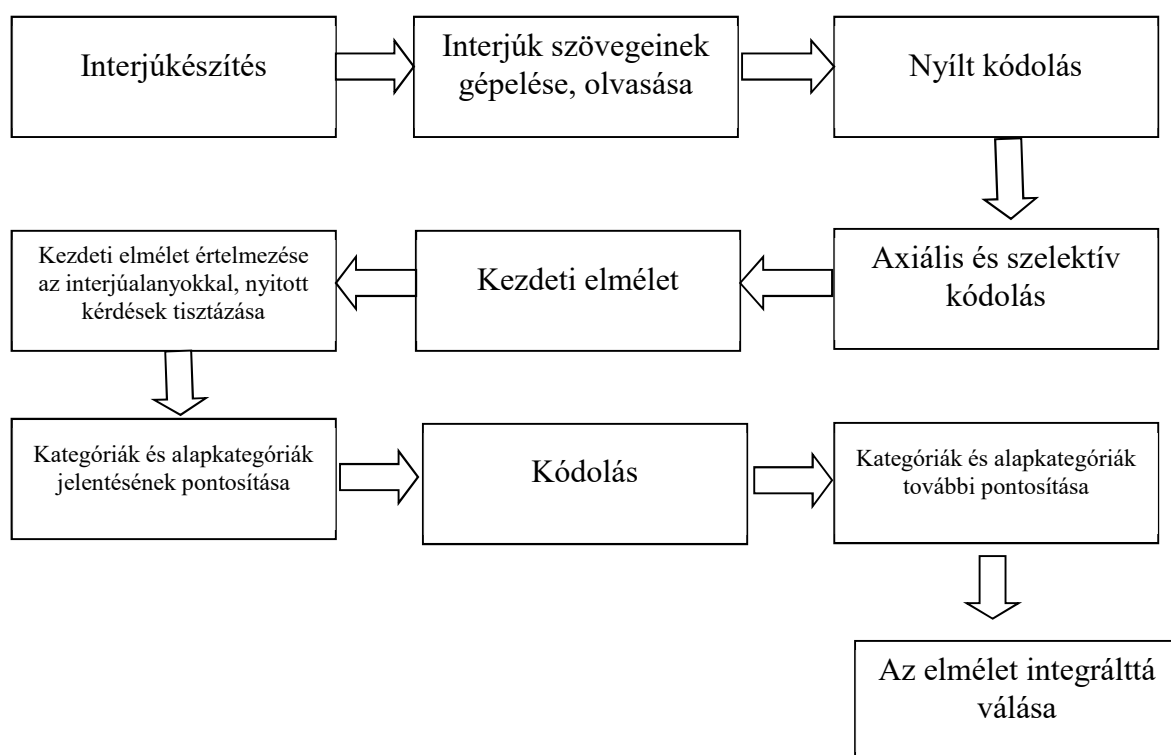 Interjúkészítés
Interjúk szövegeinek
gépelése, olvasása
Nyílt kódolás
Axiális és szelektív
kódolás
Kezdeti elmélet
Kezdeti elmélet értelmezése
az interjúalanyokkal, nyitott
kérdések tisztázása
Kategóriák és alapkategóriák
jelentésének pontosítása
Kódolás
Kategóriák és alapkategóriák
további pontosítása
Az elmélet integrálttá
válása